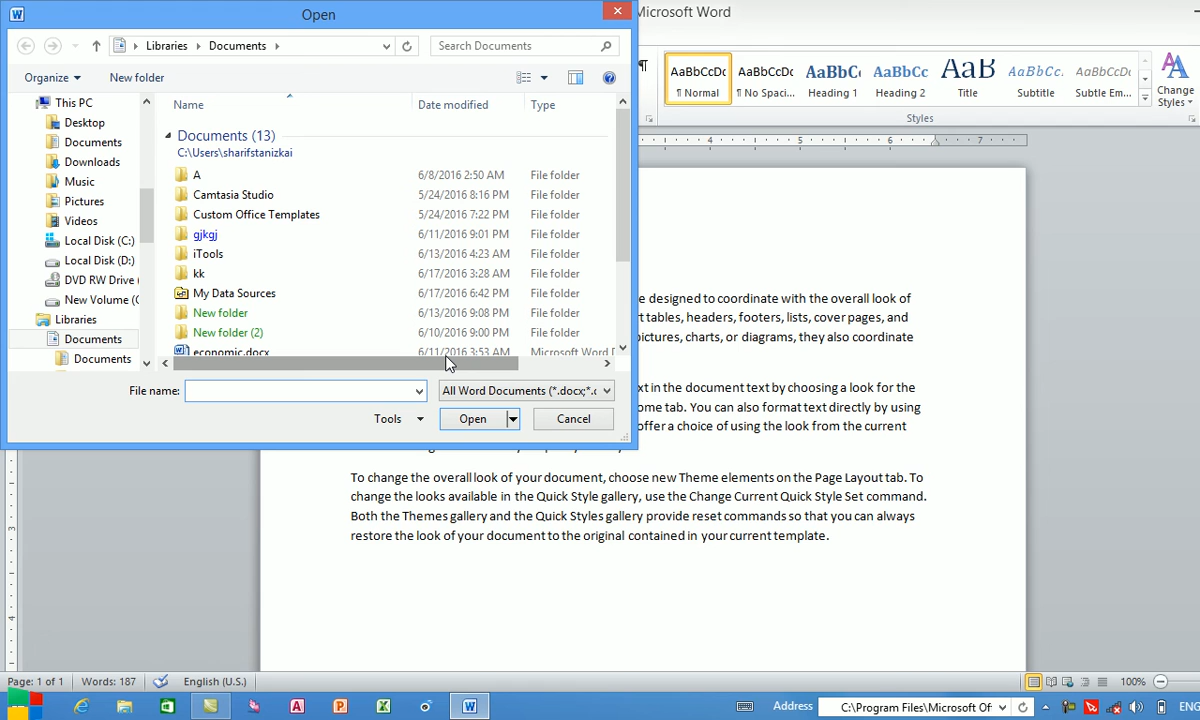 Open
Microsoft Word
Libraries Documents
Search Documents
Organize New folder
Name Date modified Type
This PC
Desktop
Documents
Downloads
Music
Pictures
Videos
Local Disk (C:)
Local Disk (D:)
DVD RW Drive (
New Volume (
Libraries
Documents
Documents
Documents (13)
C:\Users\sharifstanizkai
A 6/8/2016 2:50 AM File folder
Camtasia Studio 5/24/2016 8:16 PM File folder
Custom Office Templates 5/24/2016 7:22 PM File folder
gjkgj 6/11/2016 9:01 PM File folder
iTools 6/13/2016 4:23 AM File folder
kk 6/17/2016 3:28 AM File folder
My Data Sources 6/17/2016 6:42 PM File folder
New folder 6/13/2016 9:08 PM File folder
New folder (2) 6/10/2016 9:00 PM File folder
economic.docx 6/11/2016 3:53 AM Microsoft Word D
File name: All Word Documents (*.docx;*.c
Tools Open Cancel
¶
AaBbCcDc AaBbCcDc AaBbC AaBbCc AaB AaBbCc. AaBbCcDc A
¶ Normal ¶ No Spaci... Heading 1 Heading 2 Title Subtitle Subtle Em...
Change
Styles
Styles
4 5 6 7
e designed to coordinate with the overall look of
t tables, headers, footers, lists, cover pages, and
pictures, charts, or diagrams, they also coordinate
xt in the document text by choosing a look for the
ome tab. You can also format text directly by using
offer a choice of using the look from the current
To change the overall look of your document, choose new Theme elements on the Page Layout tab. To
change the looks available in the Quick Style gallery, use the Change Current Quick Style Set command.
Both the Themes gallery and the Quick Styles gallery provide reset commands so that you can always
restore the look of your document to the original contained in your current template.
3
4
Page: 1 of 1 Words: 187 English (U.S.) 100%
Address C:\Program Files\Microsoft Of ENG